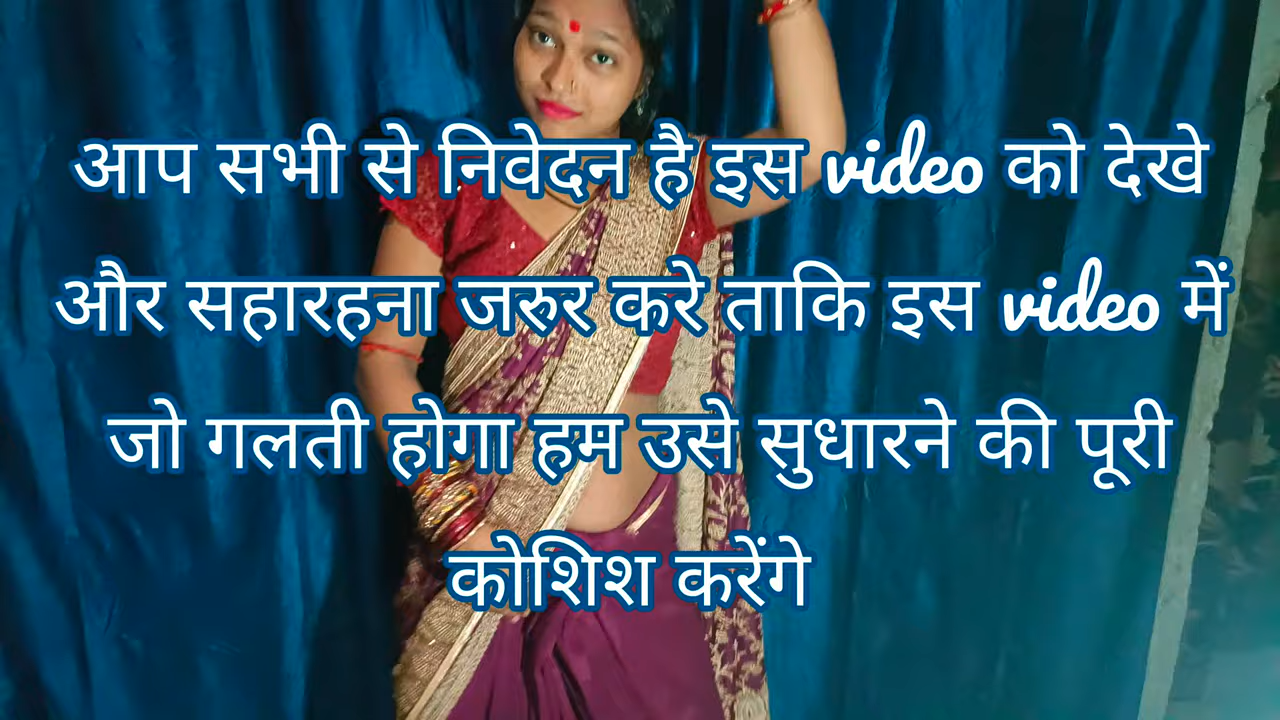 आप सभी से निवेदन है इस video को देखे
और सहारहना जरुर करे ताकि इस video में
जो गलती होगा हम उसे सुधारने की पूरी
कोशिश करेंगे